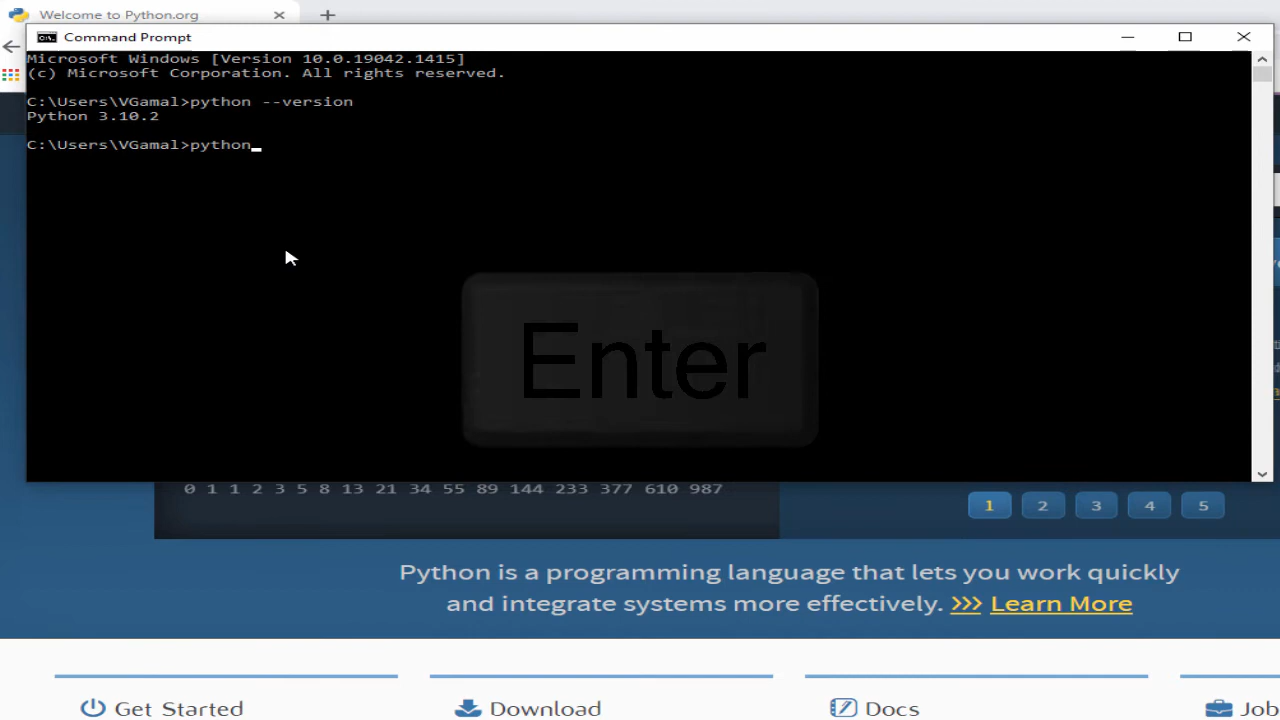 Welcome to Python.org
Command Prompt
Microsoft Windows [Version 10.0.19042.1415]
(c) Microsoft Corporation. All rights reserved.
C:\Users\VGamal>python --version
Python 3.10.2
C:\Users\VGamal>python
Enter
0 1 1 2 3 5 8 13 21 34 55 89 144 233 377 610 987
1 2 3 4 5
Python is a programming language that lets you work quickly
and integrate systems more effectively. >>> Learn More
Get Started
Download
Docs
Job